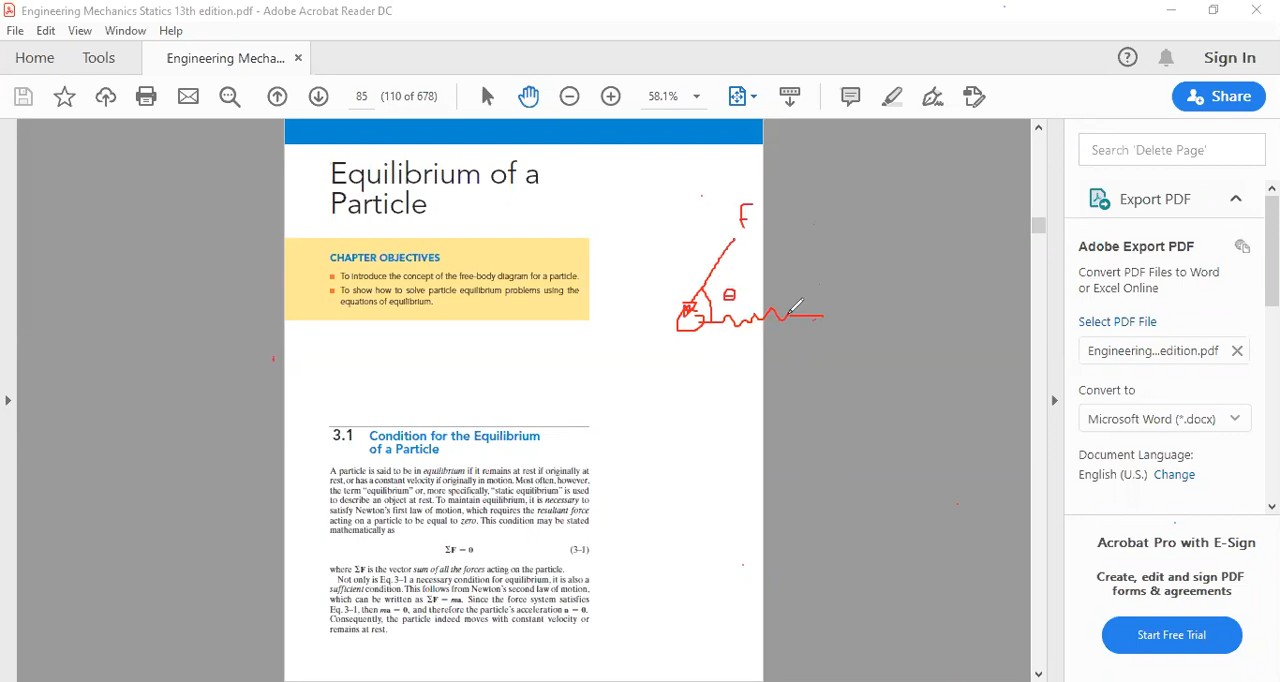 Engineering Mechanics Statics 13th edition.pdf - Adobe Acrobat Reader DC
File Edit View Window Help
Home Tools Engineering Mecha... × Sign In
85 (110 of 678) 58.1% Share
Equilibrium of a
Particle
CHAPTER OBJECTIVES
To introduce the concept of the free-body diagram for a particle.
To show how to solve particle equilibrium problems using the
equations of equilibrium.
F
θ
3.1 Condition for the Equilibrium
of a Particle
A particle is said to be in equilibrium if it remains at rest if originally at
rest, or has a constant velocity if originally in motion. Most often, however,
the term “equilibrium” or, more specifically, “static equilibrium” is used
to describe an object at rest. To maintain equilibrium, it is necessary to
satisfy Newton’s first law of motion, which requires the resultant force
acting on a particle to be equal to zero. This condition may be stated
mathematically as
ΣF = 0 (3–1)
where ΣF is the vector sum of all the forces acting on the particle.
Not only is Eq. 3–1 a necessary condition for equilibrium, it is also a
sufficient condition. This follows from Newton’s second law of motion,
which can be written as ΣF = ma. Since the force system satisfies
Eq. 3–1, then ma = 0, and therefore the particle’s acceleration a = 0.
Consequently, the particle indeed moves with constant velocity or
remains at rest.
Search 'Delete Page'
Export PDF
Adobe Export PDF
Convert PDF Files to Word
or Excel Online
Select PDF File
Engineering...edition.pdf
Convert to
Microsoft Word (*.docx)
Document Language:
English (U.S.) Change
Acrobat Pro with E-Sign
Create, edit and sign PDF
forms & agreements
Start Free Trial